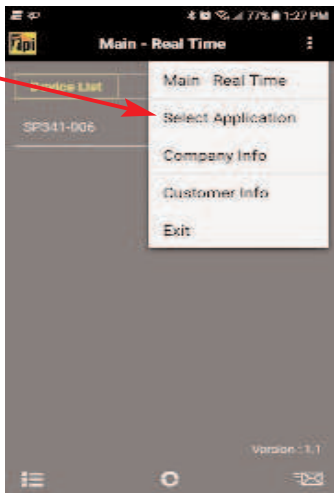 77% 1:27 PM
TPi Main - Real Time
Main - Real Time
Device List
Select Application
SP341-006
Company Info
Customer Info
Exit
Version : 1.1